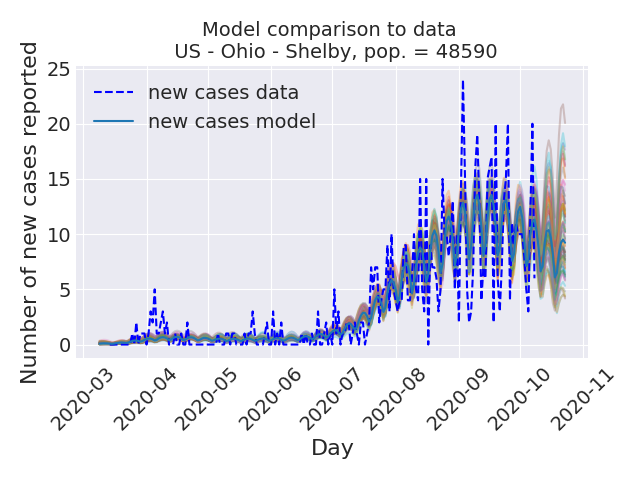 Model comparison to data
US - Ohio - Shelby, pop. = 48590
Number of new cases reported
25
20
15
10
5
0
new cases data
new cases model
2020-03
2020-04
2020-05
2020-06
2020-07
2020-08
2020-09
2020-10
2020-11
Day